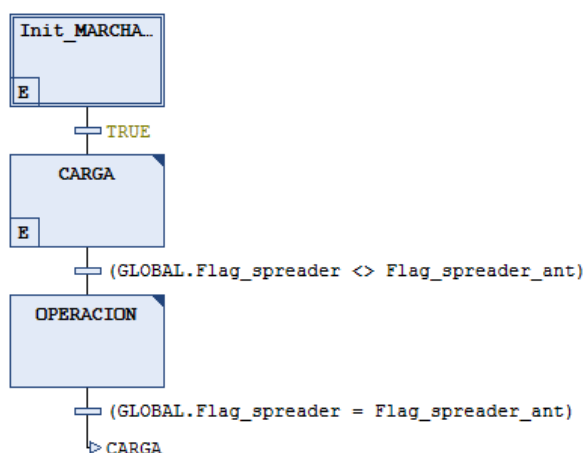 Init_MARCHA…
E
TRUE
CARGA
E
(GLOBAL.Flag_spreader <> Flag_spreader_ant)
OPERACION
(GLOBAL.Flag_spreader = Flag_spreader_ant)
CARGA